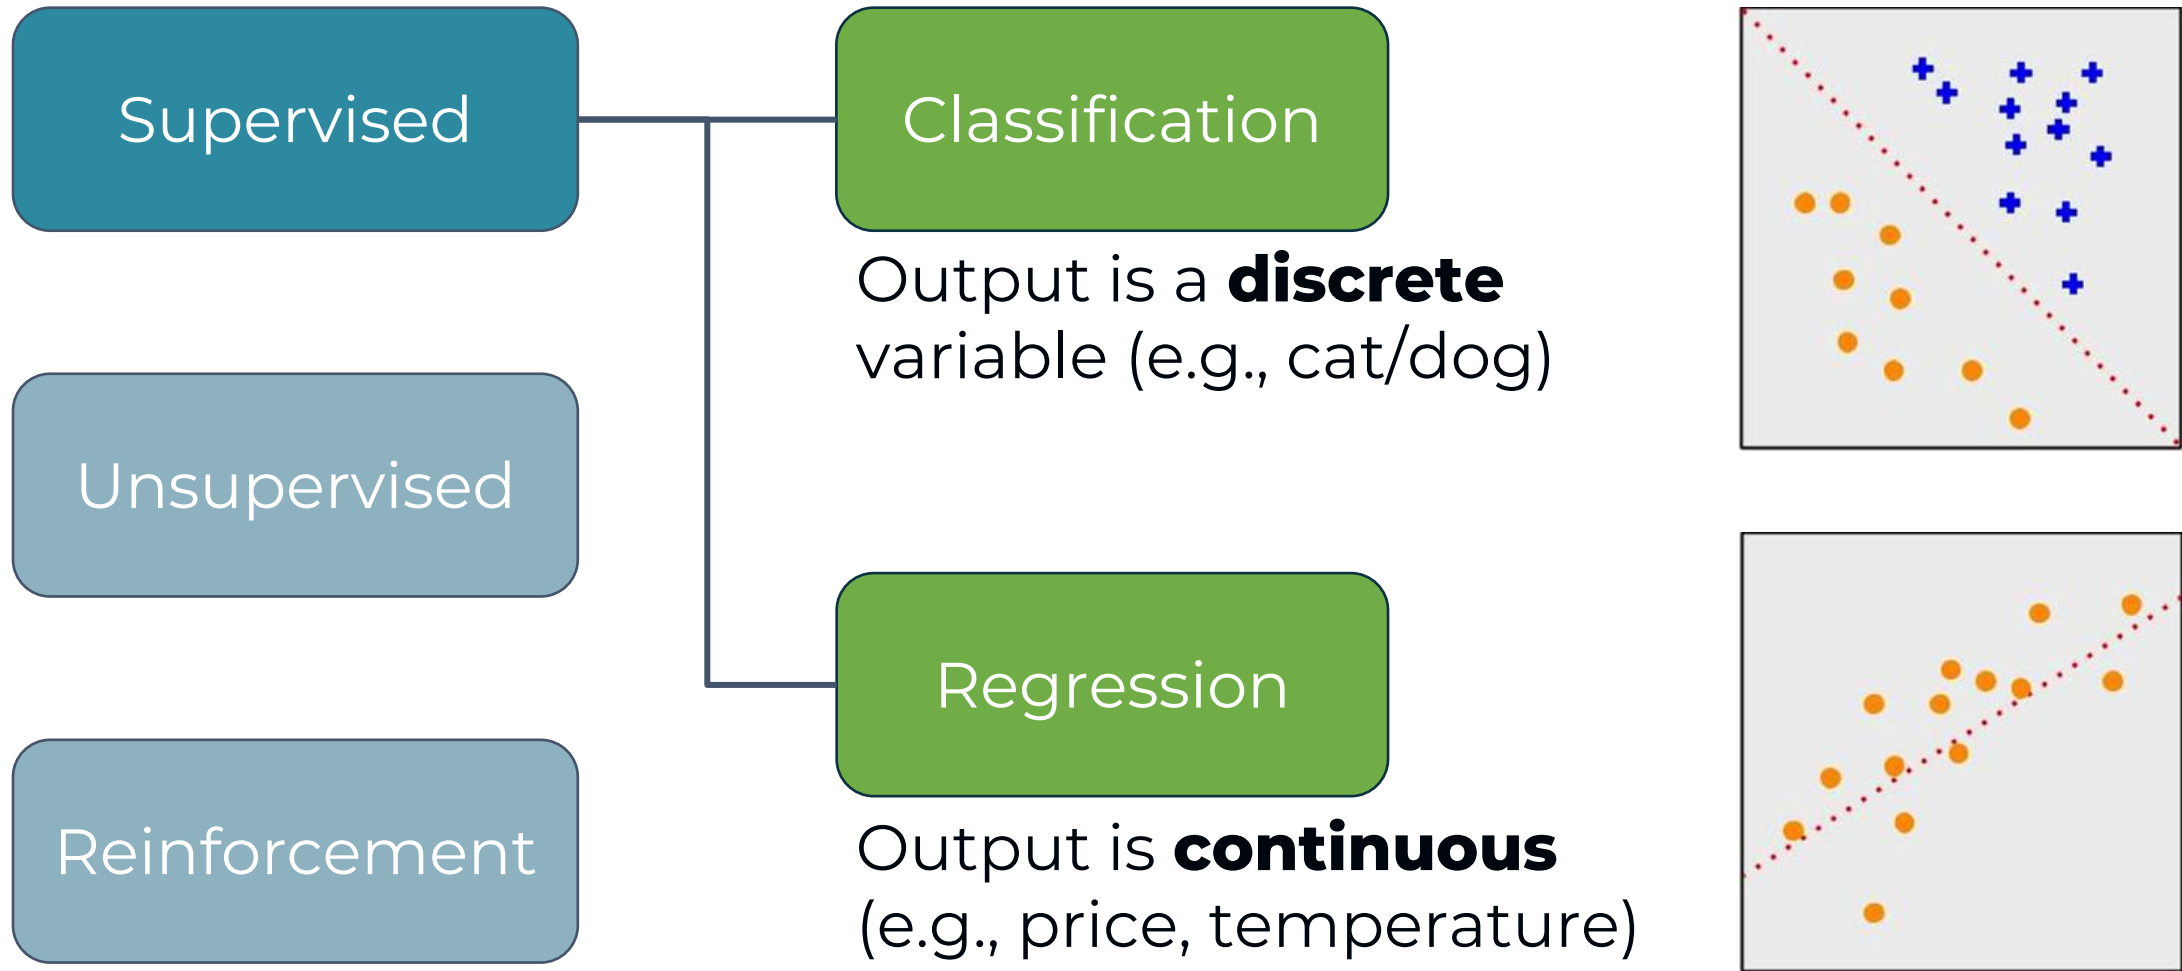 Supervised
Classification
Output is a discrete
variable (e.g., cat/dog)
Unsupervised
Regression
Output is continuous
(e.g., price, temperature)
Reinforcement